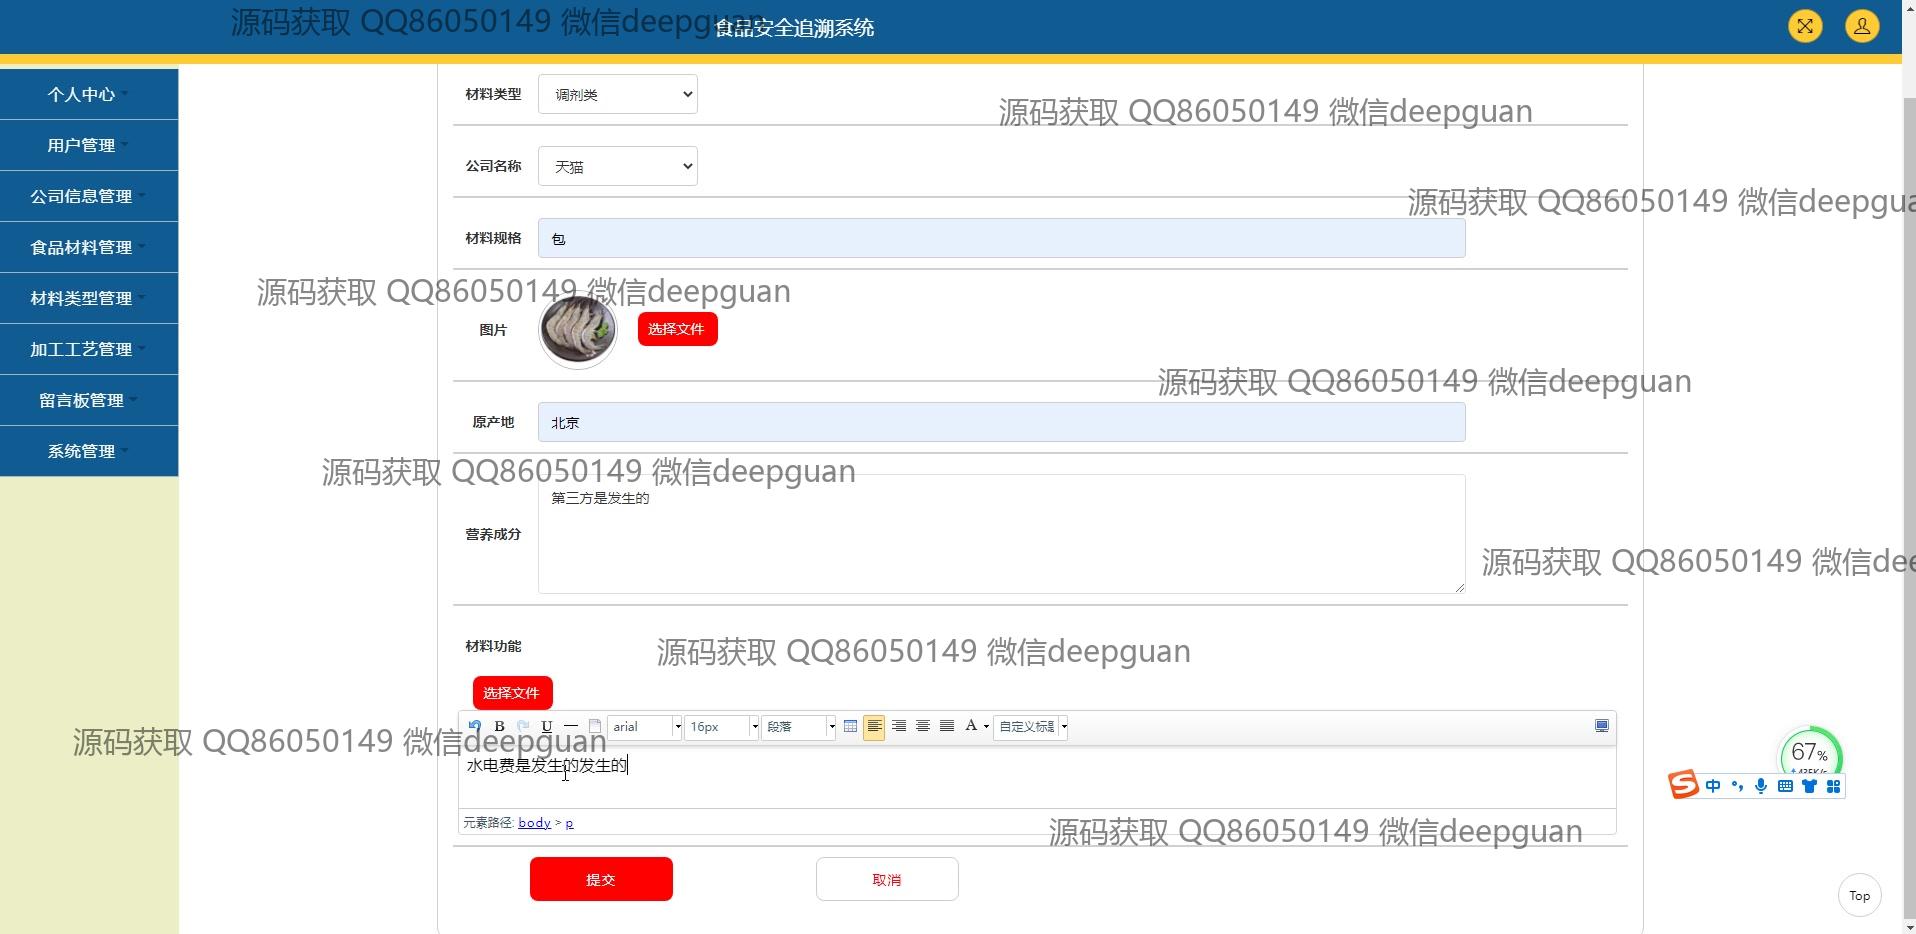 源码获取 QQ86050149 微信deepguan
食品安全追溯系统
个人中心
用户管理
公司信息管理
食品材料管理
材料类型管理
加工工艺管理
留言板管理
系统管理
材料类型
调剂类
源码获取 QQ86050149 微信deepguan
公司名称
天猫
源码获取 QQ86050149 微信deepgua
材料规格
包
源码获取 QQ86050149 微信deepguan
图片
选择文件
源码获取 QQ86050149 微信deepguan
原产地
北京
源码获取 QQ86050149 微信deepguan
营养成分
第三方是发生的
源码获取 QQ86050149 微信dee
材料功能
源码获取 QQ86050149 微信deepguan
选择文件
B U arial 16px 段落 A 自定义标题
源码获取 QQ86050149 微信deepguan
水电费是发生的发生的
67%
中
元素路径: body > p
源码获取 QQ86050149 微信deepguan
提交
取消
Top